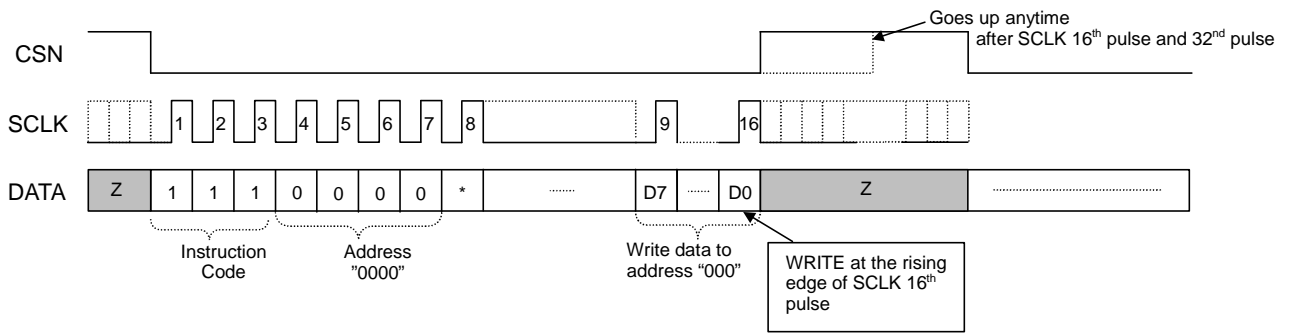 Goes up anytime
after SCLK 16th pulse and 32nd pulse
CSN
SCLK 1 2 3 4 5 6 7 8 9 16
DATA Z 1 1 1 0 0 0 0 * ........ D7 ...... D0 Z ................................................
Instruction
Code
Address
"0000"
Write data to
address “000”
WRITE at the rising
edge of SCLK 16th
pulse